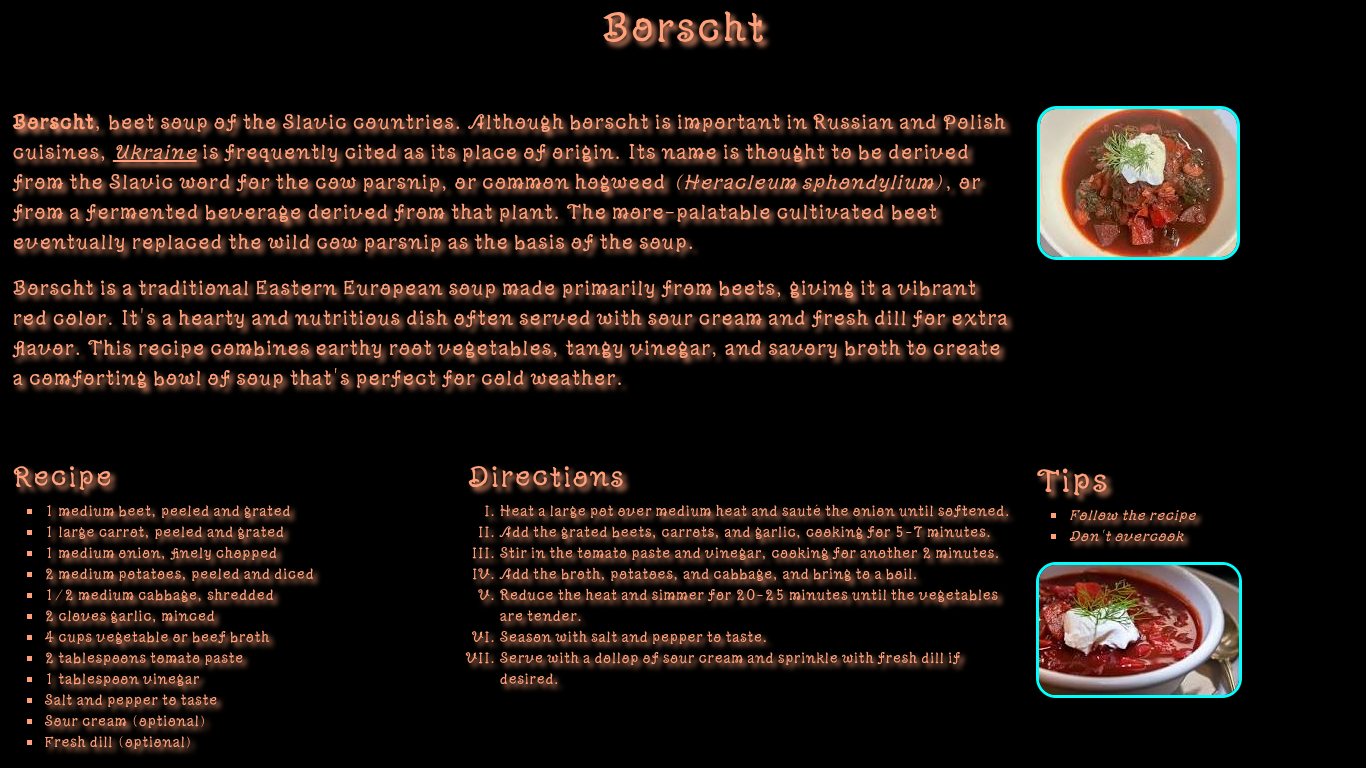 Borscht
Borscht, beet soup of the Slavic countries. Although borscht is important in Russian and Polish
cuisines, Ukraine is frequently cited as its place of origin. Its name is thought to be derived
from the Slavic word for the cow parsnip, or common hogweed (Heracleum sphondylium), or
from a fermented beverage derived from that plant. The more-palatable cultivated beet
eventually replaced the wild cow parsnip as the basis of the soup.
Borscht is a traditional Eastern European soup made primarily from beets, giving it a vibrant
red color. It's a hearty and nutritious dish often served with sour cream and fresh dill for extra
flavor. This recipe combines earthy root vegetables, tangy vinegar, and savory broth to create
a comforting bowl of soup that's perfect for cold weather.
Recipe
▪ 1 medium beet, peeled and grated
▪ 1 large carrot, peeled and grated
▪ 1 medium onion, finely chopped
▪ 2 medium potatoes, peeled and diced
▪ 1/2 medium cabbage, shredded
▪ 2 cloves garlic, minced
▪ 4 cups vegetable or beef broth
▪ 2 tablespoons tomato paste
▪ 1 tablespoon vinegar
▪ Salt and pepper to taste
▪ Sour cream (optional)
▪ Fresh dill (optional)
Directions
I. Heat a large pot over medium heat and sauté the onion until softened.
II. Add the grated beets, carrots, and garlic, cooking for 5-7 minutes.
III. Stir in the tomato paste and vinegar, cooking for another 2 minutes.
IV. Add the broth, potatoes, and cabbage, and bring to a boil.
V. Reduce the heat and simmer for 20-25 minutes until the vegetables
are tender.
VI. Season with salt and pepper to taste.
VII. Serve with a dollop of sour cream and sprinkle with fresh dill if
desired.
Tips
▪ Follow the recipe
▪ Don't overcook